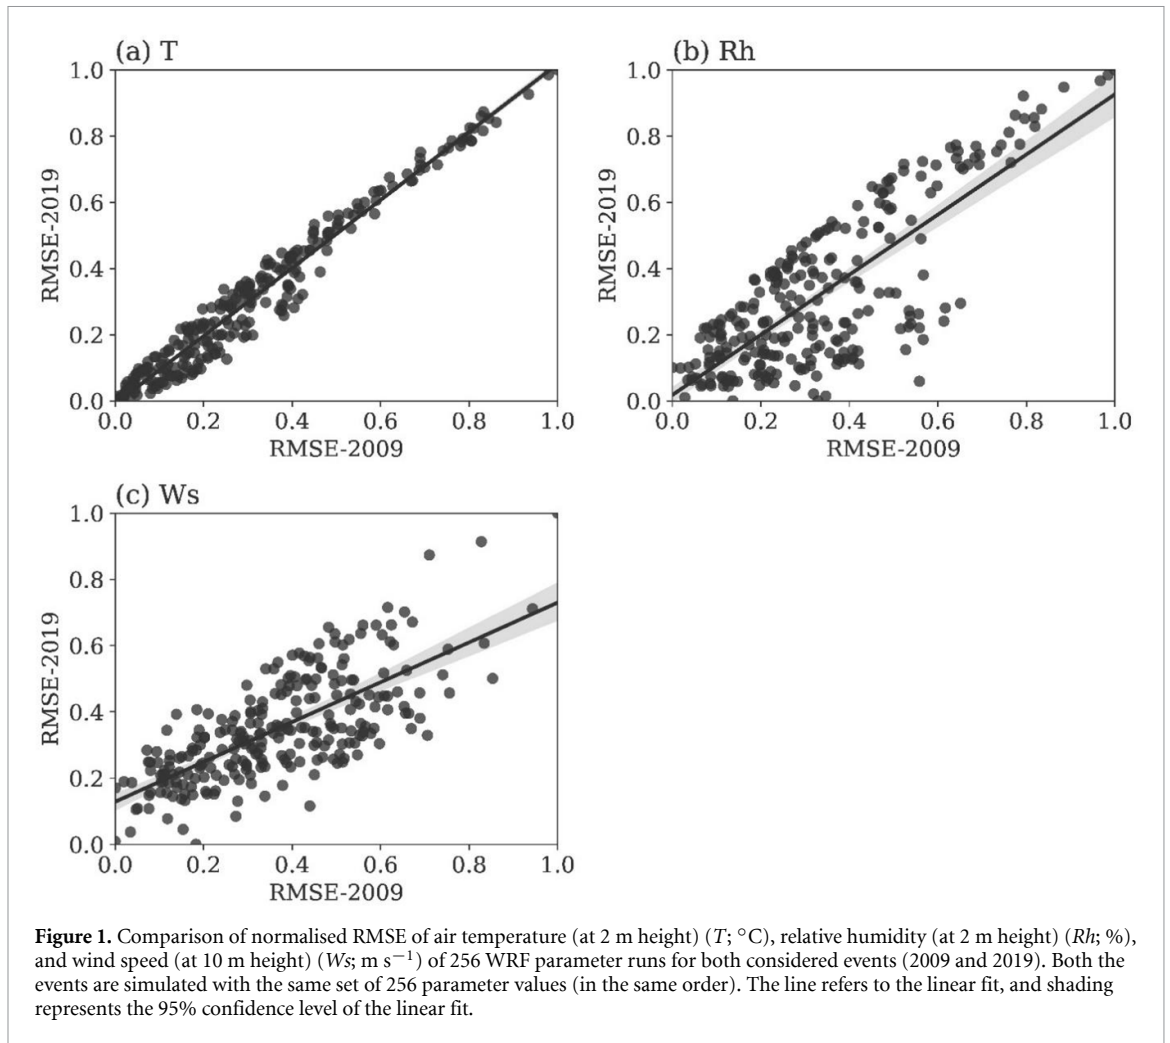 (a) T
1.0
0.8
0.6
0.4
0.2
0.0
RMSE-2019
0.0 0.2 0.4 0.6 0.8 1.0
RMSE-2009
(b) Rh
1.0
0.8
0.6
0.4
0.2
0.0
RMSE-2019
0.0 0.2 0.4 0.6 0.8 1.0
RMSE-2009
(c) Ws
1.0
0.8
0.6
0.4
0.2
0.0
RMSE-2019
0.0 0.2 0.4 0.6 0.8 1.0
RMSE-2009
Figure 1. Comparison of normalised RMSE of air temperature (at 2 m height) (T; °C), relative humidity (at 2 m height) (Rh; %),
and wind speed (at 10 m height) (Ws; m s⁻¹) of 256 WRF parameter runs for both considered events (2009 and 2019). Both the
events are simulated with the same set of 256 parameter values (in the same order). The line refers to the linear fit, and shading
represents the 95% confidence level of the linear fit.